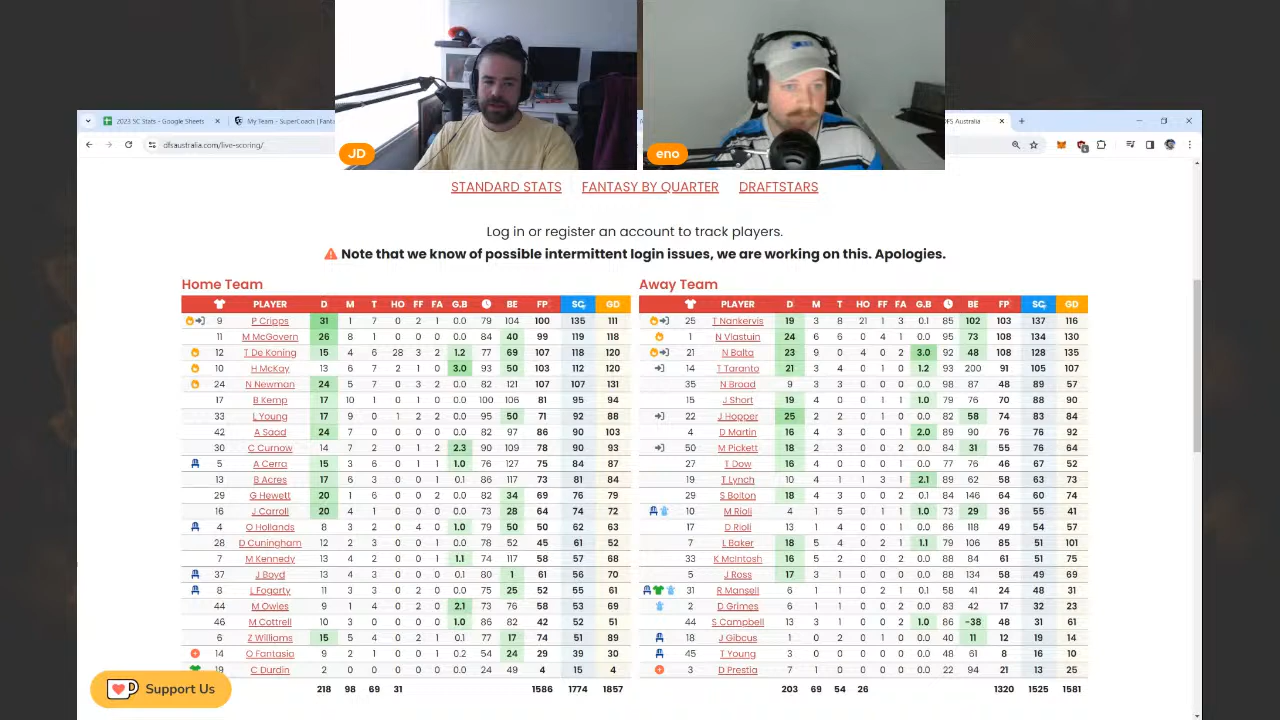 2023 SC Stats - Google Sheets
My Team - SuperCoach | Fanta
DFS Australia
dfsaustralia.com/live-scoring/
JD
eno
STANDARD STATS FANTASY BY QUARTER DRAFTSTARS
Log in or register an account to track players.
Note that we know of possible intermittent login issues, we are working on this. Apologies.
Home Team
PLAYER D M T HO FF FA G.B BE FP SC GD
9 P Cripps 31 1 7 0 2 1 0.0 79 104 100 135 111
11 M McGovern 26 8 1 0 0 0 0.0 84 40 99 119 118
12 T De Koning 15 4 6 28 3 2 1.2 77 69 107 118 120
10 H McKay 13 6 7 2 1 0 3.0 93 50 103 112 120
24 N Newman 24 5 7 0 3 2 0.0 82 121 107 107 131
17 B Kemp 17 10 1 0 0 0 0.0 100 106 81 95 94
33 L Young 17 9 0 1 2 2 0.0 95 50 71 92 88
42 A Saad 24 7 0 0 0 0 0.0 82 97 86 90 103
30 C Curnow 14 7 2 0 1 2 2.3 90 109 78 90 93
5 A Cerra 15 3 6 0 1 1 1.0 76 127 75 84 87
13 B Acres 17 6 3 0 0 1 0.1 86 117 73 81 84
29 G Hewett 20 1 6 0 0 2 0.0 82 34 69 76 79
16 J Carroll 20 4 1 0 0 0 0.0 73 28 64 74 72
4 O Hollands 8 3 2 0 4 0 1.0 79 50 50 62 63
28 D Cuningham 12 2 3 0 0 1 0.0 78 52 45 61 52
7 M Kennedy 13 4 2 0 0 0 1.1 74 117 58 57 68
37 J Boyd 13 4 3 0 0 0 0.1 80 1 61 56 70
8 L Fogarty 11 3 3 0 2 0 0.0 75 25 52 55 61
44 M Owies 9 1 4 0 0 2 2.1 73 76 58 53 69
46 M Cottrell 10 3 0 0 0 0 1.0 86 82 42 52 51
6 Z Williams 15 5 4 0 1 2 0.1 77 17 74 51 89
14 O Fantasia 9 2 1 0 0 1 0.2 54 24 29 39 30
19 C Durdin 2 0 0 0 0 0 0.0 24 49 4 15 4
218 98 69 31 1586 1774 1857
Away Team
PLAYER D M T HO FF FA G.B BE FP SC GD
25 T Nankervis 19 3 8 21 1 3 0.1 85 102 103 137 116
1 N Vlastuin 24 6 6 0 4 1 0.0 95 73 108 134 130
21 N Balta 23 9 0 4 0 2 3.0 92 48 108 128 135
14 T Taranto 21 3 4 0 1 0 1.2 93 200 91 105 107
35 N Broad 9 3 3 0 0 0 0.0 98 87 48 89 57
15 J Short 19 4 0 0 1 1 1.0 79 76 70 88 90
22 J Hopper 25 2 2 0 1 0 0.0 82 58 74 83 84
4 D Martin 16 4 3 0 0 0 2.0 89 90 76 76 92
50 M Pickett 18 2 3 0 0 0 0.0 84 31 55 76 64
27 T Dow 16 4 0 0 0 1 0.0 77 76 46 67 52
19 T Lynch 10 4 1 1 3 1 2.1 89 62 58 63 73
29 S Bolton 18 4 3 0 0 2 0.1 84 146 64 60 74
10 M Rioli 4 1 5 0 1 1 1.0 73 29 36 55 41
17 D Rioli 13 1 4 0 0 1 0.0 86 118 49 54 57
7 L Baker 18 5 4 0 2 1 1.1 79 106 85 51 101
33 K McIntosh 16 5 2 0 0 2 0.0 88 84 61 51 75
5 J Ross 17 3 1 0 0 0 0.0 88 134 58 49 69
31 R Mansell 6 1 1 0 2 1 0.1 58 41 24 48 31
2 D Grimes 6 1 1 0 0 2 0.0 83 42 17 32 23
44 S Campbell 13 3 1 0 0 2 1.0 86 -38 48 31 61
18 J Gibcus 1 0 2 0 1 0 0.0 40 11 12 19 14
45 T Young 3 0 1 0 0 0 0.0 48 61 8 16 10
3 D Prestia 7 1 0 0 0 0 0.0 22 94 21 13 25
203 69 54 26 1320 1525 1581
Support Us